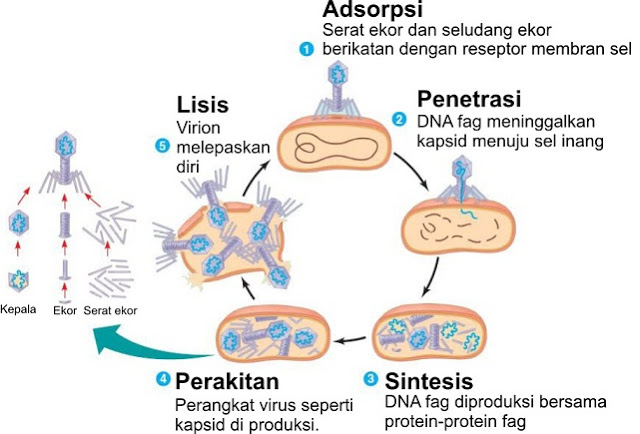 Adsorpsi
Serat ekor dan seludang ekor
1 berikatan dengan reseptor membran sel
Penetrasi
2 DNA fag meninggalkan
kapsid menuju sel inang
3 Sintesis
DNA fag diproduksi bersama
protein-protein fag
4 Perakitan
Perangkat virus seperti
kapsid di produksi.
Lisis
Virion
5 melepaskan
diri
Kepala Ekor Serat ekor